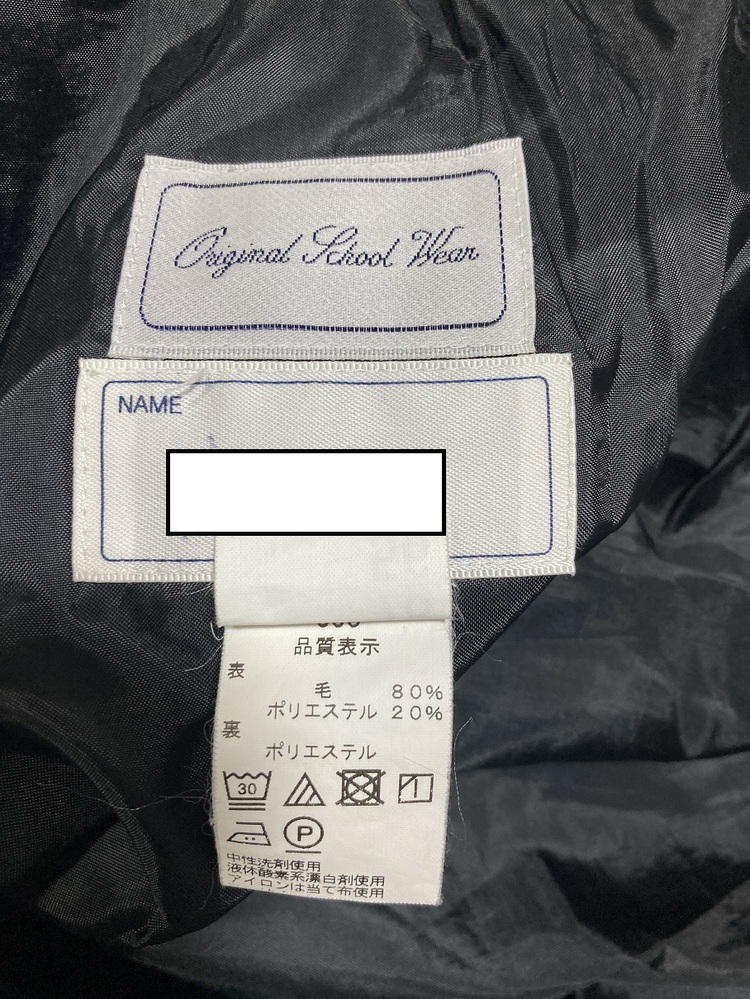 Original School Wear
NAME
品質表示
表
毛 80%
ポリエステル 20%
裏
ポリエステル
30
P
中性洗剤使用
液体酸素系漂白剤使用
アイロンは当て布使用